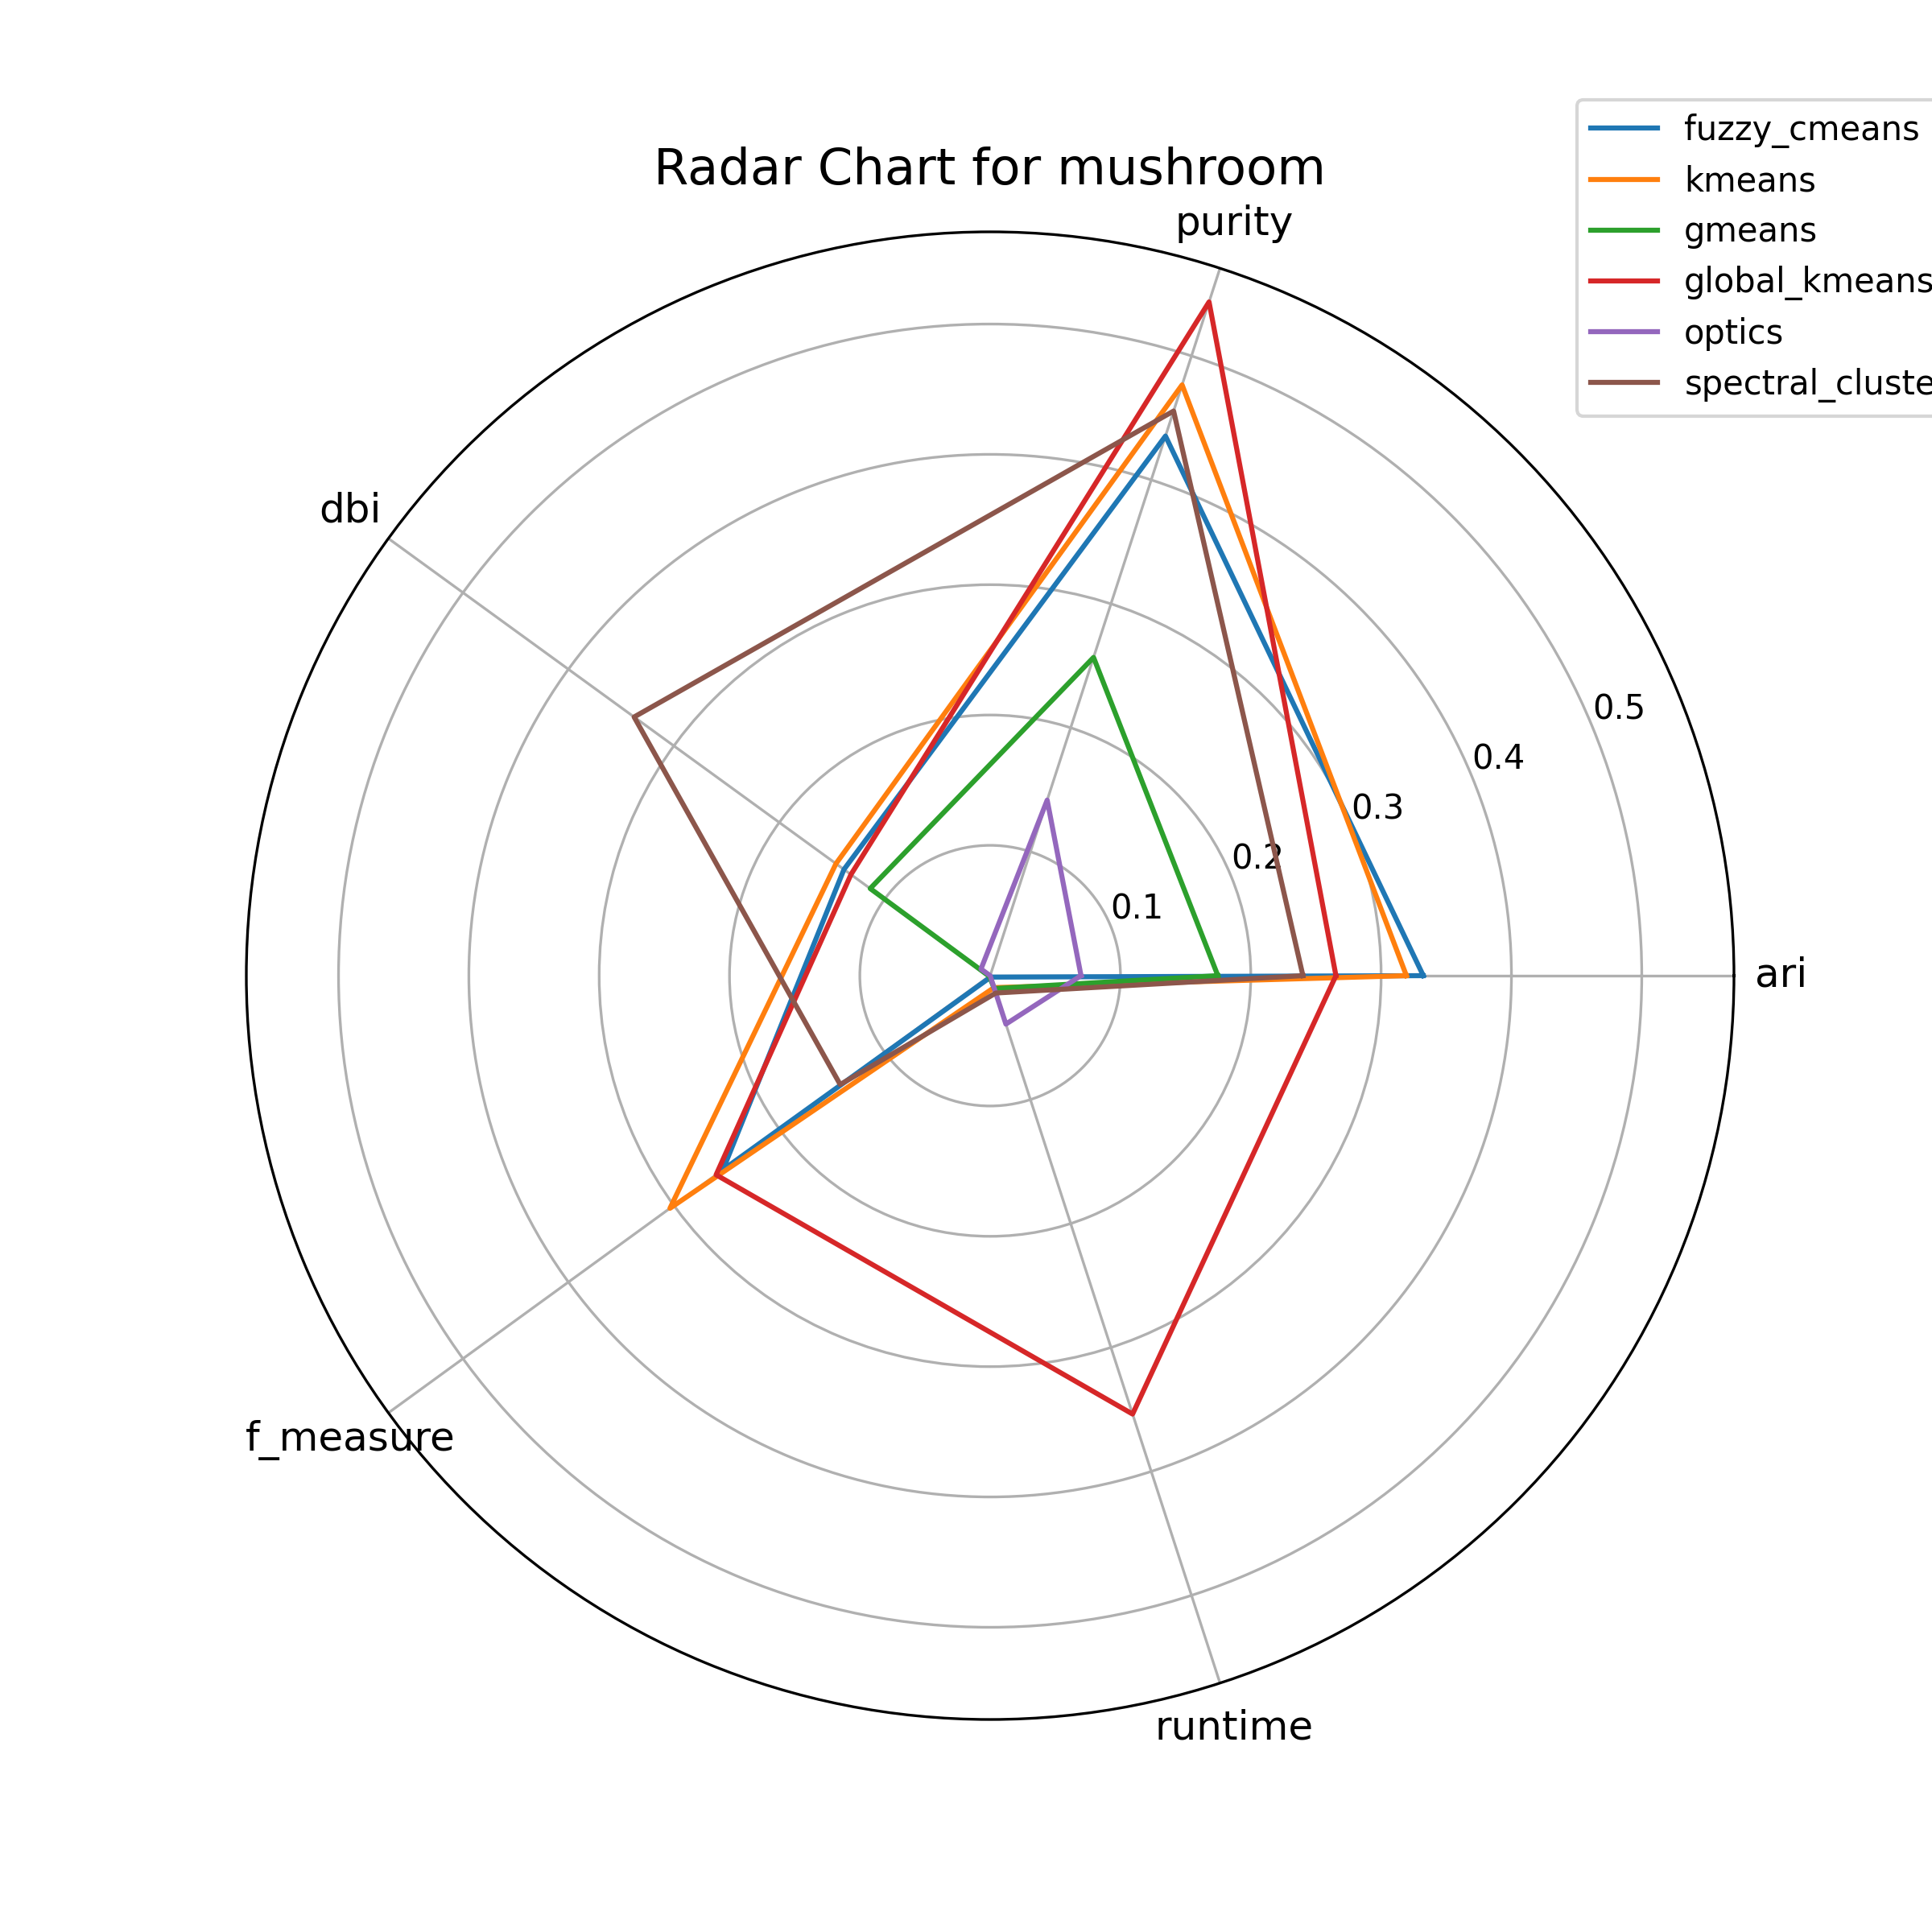 Radar Chart for mushroom
fuzzy_cmeans
kmeans
gmeans
global_kmeans
optics
spectral_cluste
purity
dbi
ari
f_measure
runtime
0.5
0.4
0.3
0.2
0.1